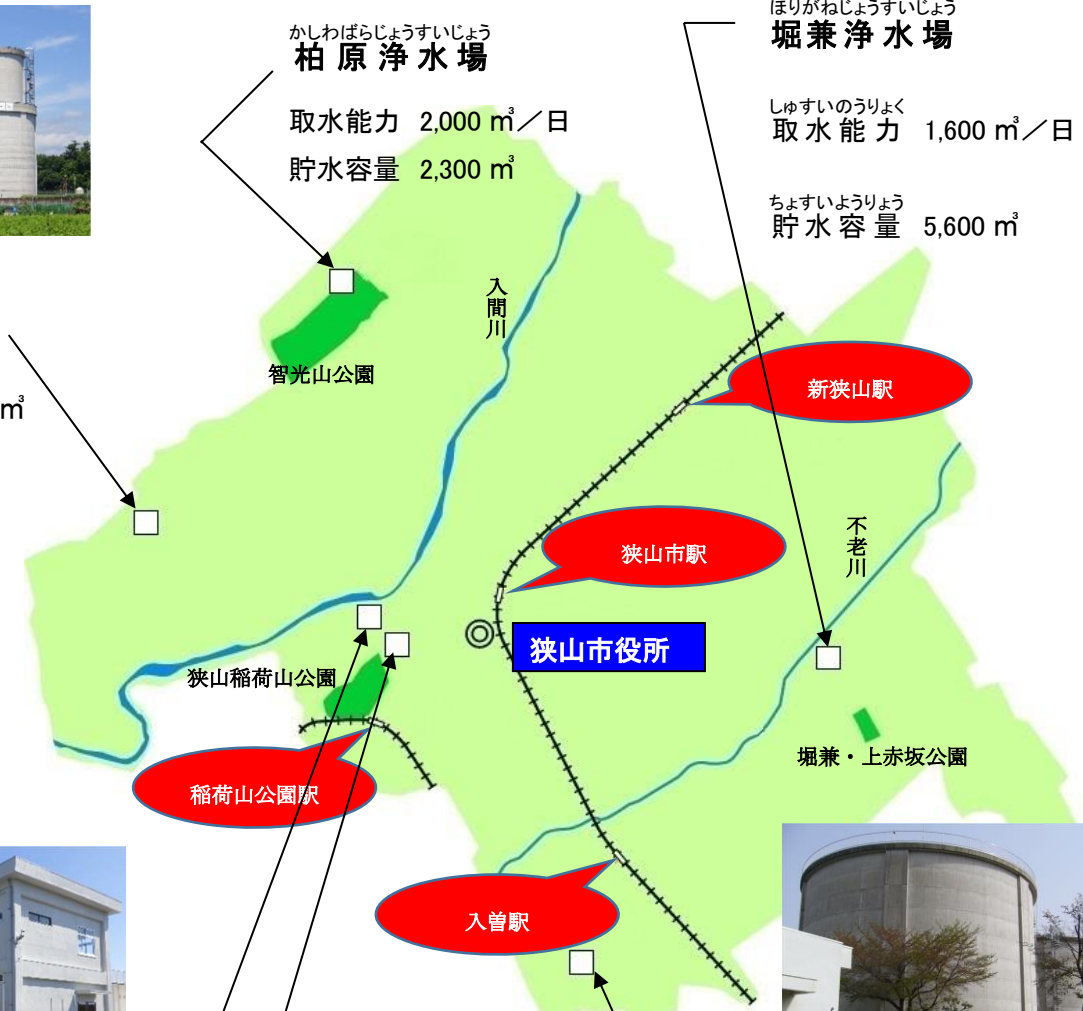 かしわばらじょうすいじょう
柏原浄水場
取水能力 2,000 ㎥／日
貯水容量 2,300 ㎥
ほりがねじょうすいじょう
堀兼浄水場
しゅすいのうりょく
取水能力 1,600 ㎥／日
ちょすいようりょう
貯水容量 5,600 ㎥
入間川
智光山公園
㎥
新狭山駅
狭山市駅
不老川
狭山市役所
狭山稲荷山公園
堀兼・上赤坂公園
稲荷山公園駅
入曽駅